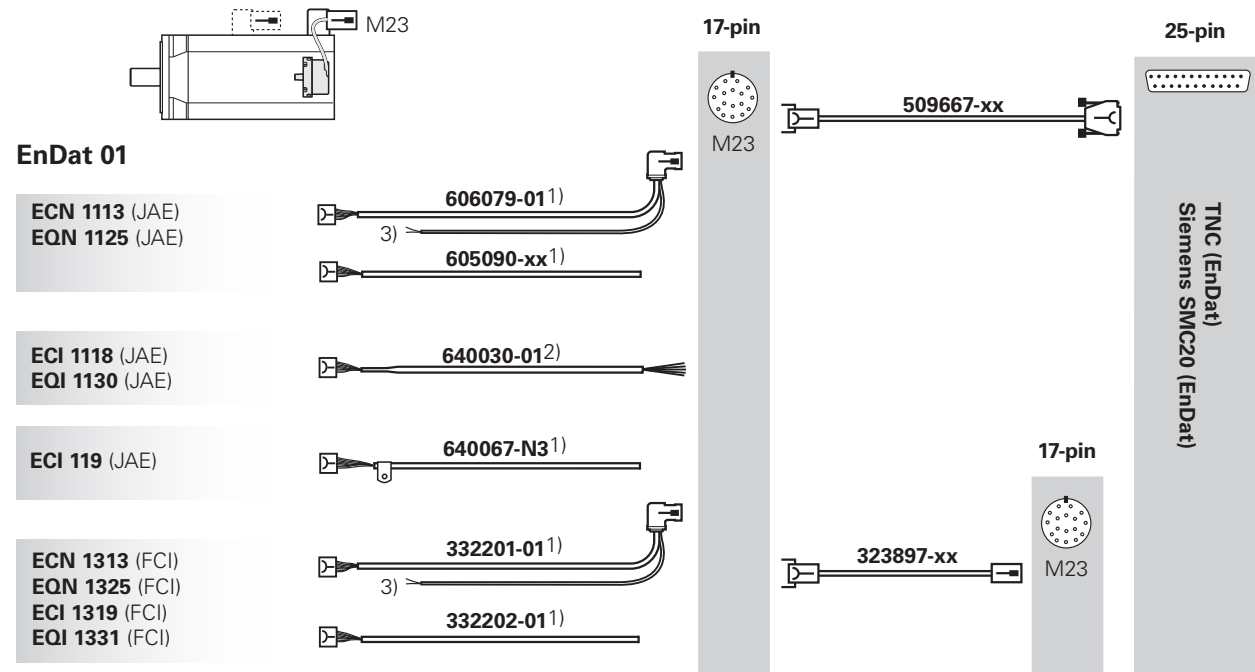 M23
17-pin
25-pin
M23
509667-xx
EnDat 01
ECN 1113 (JAE)
EQN 1125 (JAE)
606079-01 1)
3)
605090-xx 1)
TNC (EnDat)
Siemens SMC20 (EnDat)
ECI 1118 (JAE)
EQI 1130 (JAE)
640030-01 2)
ECI 119 (JAE)
640067-N3 1)
17-pin
ECN 1313 (FCI)
EQN 1325 (FCI)
ECI 1319 (FCI)
EQI 1331 (FCI)
332201-01 1)
3)
332202-01 1)
323897-xx
M23